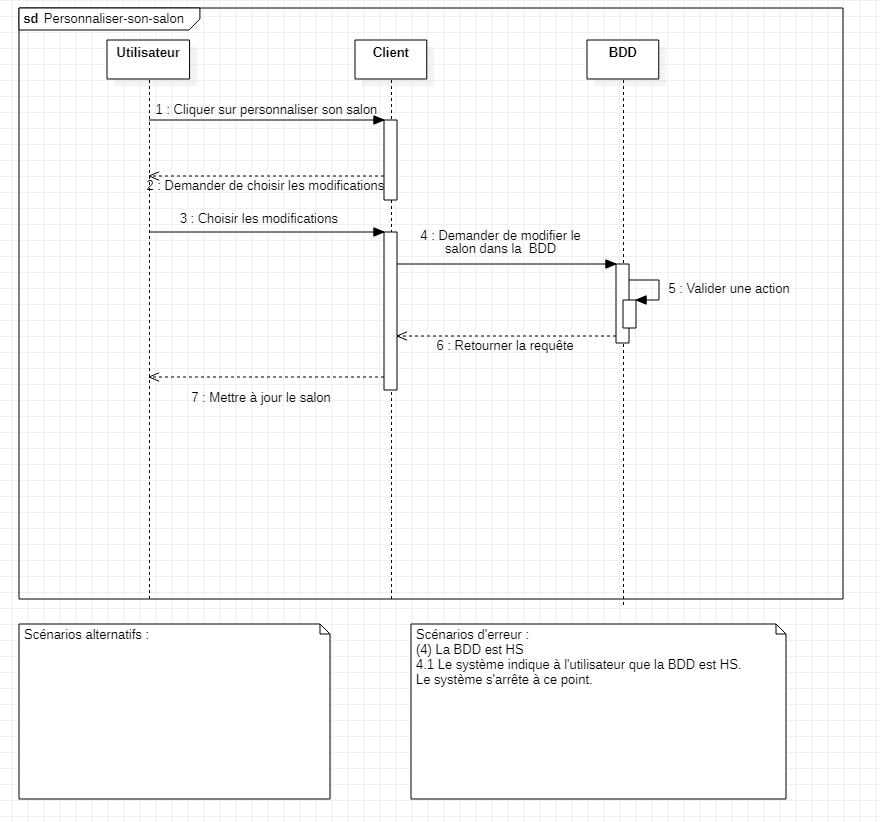 sd Personnaliser-son-salon
Utilisateur
Client
BDD
1 : Cliquer sur personnaliser son salon
2 : Demander de choisir les modifications
3 : Choisir les modifications
4 : Demander de modifier le
salon dans la BDD
5 : Valider une action
6 : Retourner la requête
7 : Mettre à jour le salon
Scénarios alternatifs :
Scénarios d'erreur :
(4) La BDD est HS
4.1 Le système indique à l'utilisateur que la BDD est HS.
Le système s'arrête à ce point.